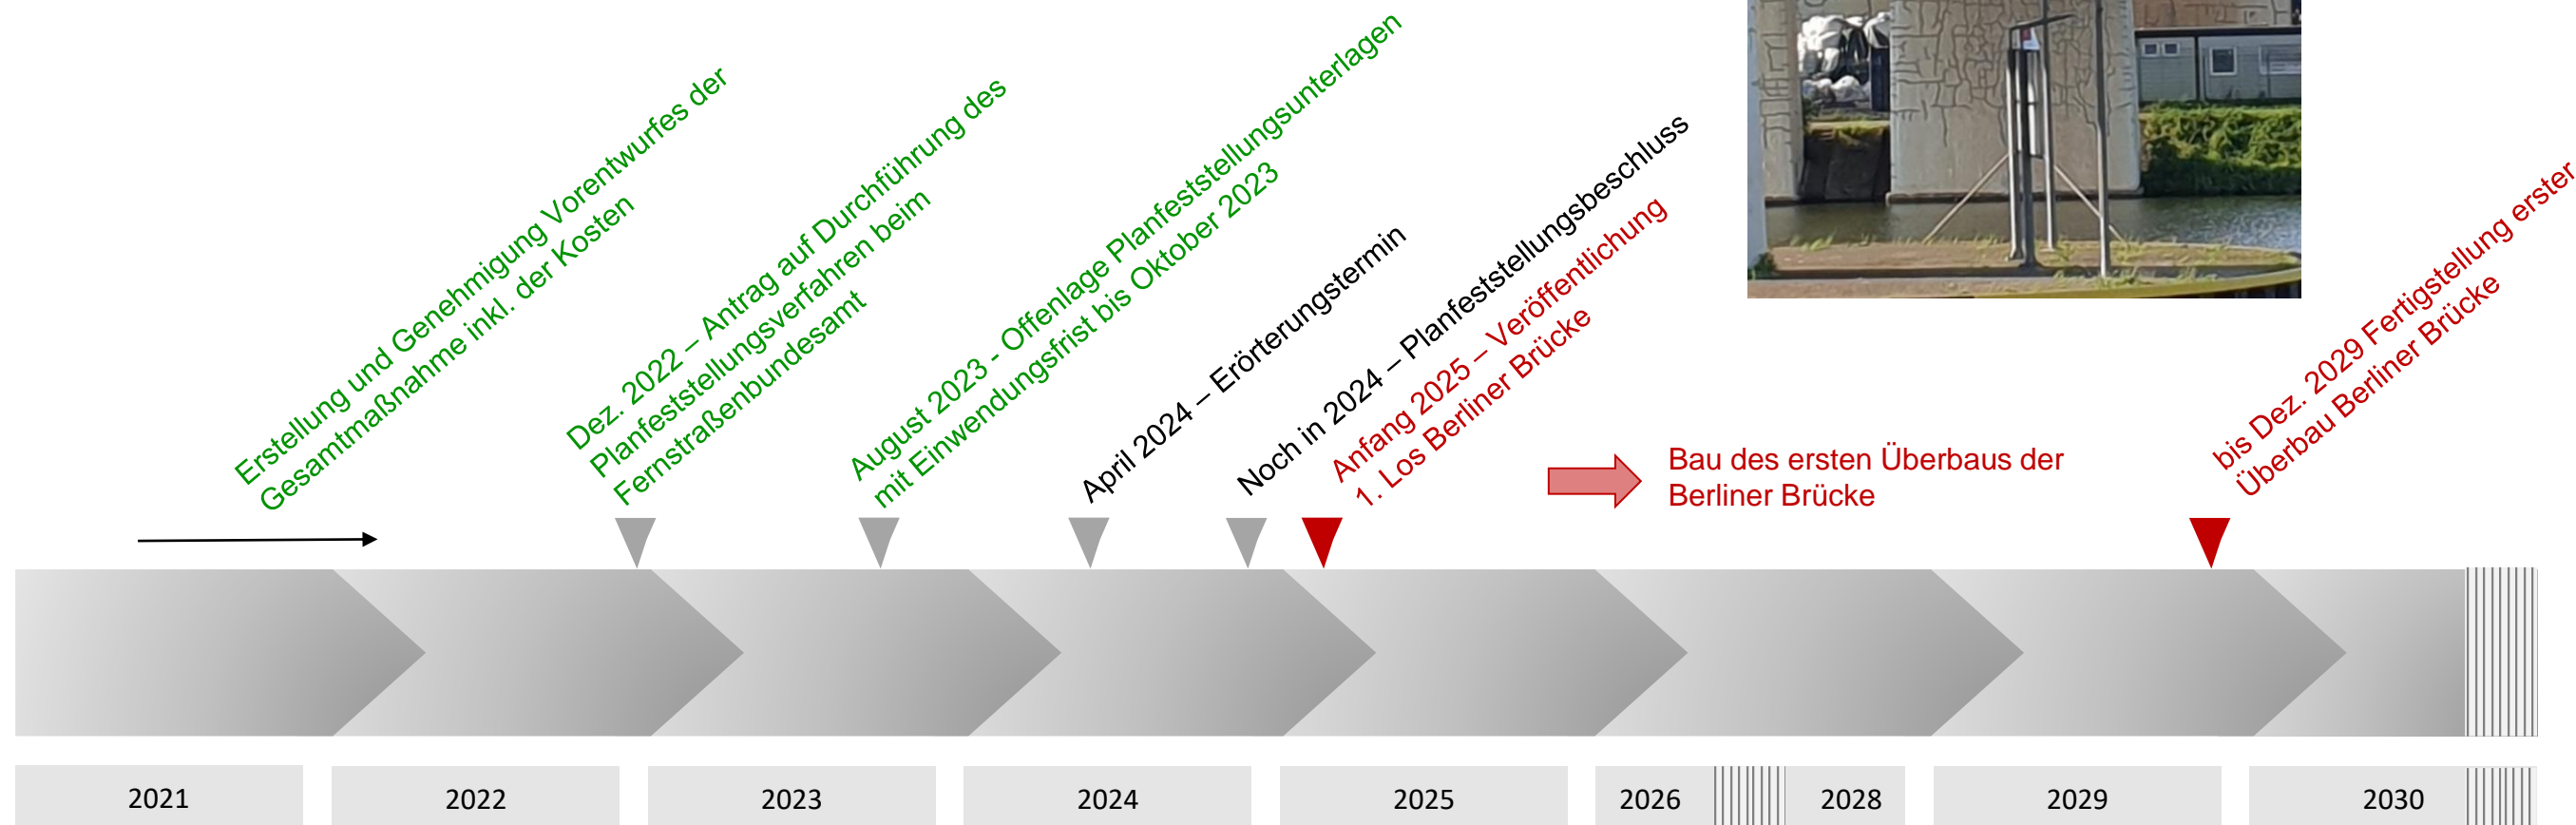 Erstellung und Genehmigung Vorentwurfes der
Gesamtmaßnahme inkl. der Kosten
Dez. 2022 – Antrag auf Durchführung des
Planfeststellungsverfahren beim
Fernstraßenbundesamt
August 2023 - Offenlage Planfeststellungsunterlagen
mit Einwendungsfrist bis Oktober 2023
April 2024 – Erörterungstermin
Noch in 2024 – Planfeststellungsbeschluss
Anfang 2025 – Veröffentlichung
1. Los Berliner Brücke
Bau des ersten Überbaus der
Berliner Brücke
bis Dez. 2029 Fertigstellung erster
Überbau Berliner Brücke
2021
2022
2023
2024
2025
2026
2028
2029
2030